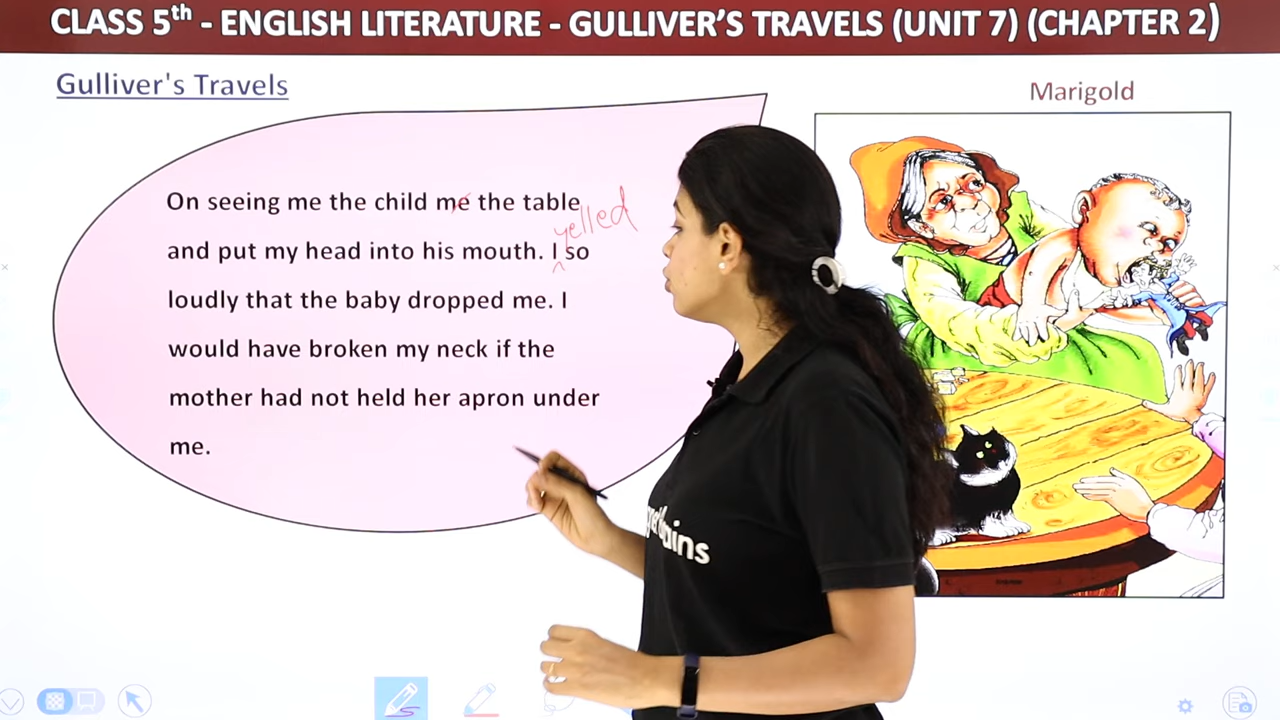 CLASS 5th - ENGLISH LITERATURE - GULLIVER'S TRAVELS (UNIT 7) (CHAPTER 2)
Gulliver's Travels
Marigold
On seeing me the child me the table
yelled
and put my head into his mouth. I so
loudly that the baby dropped me. I
would have broken my neck if the
mother had not held her apron under
me.